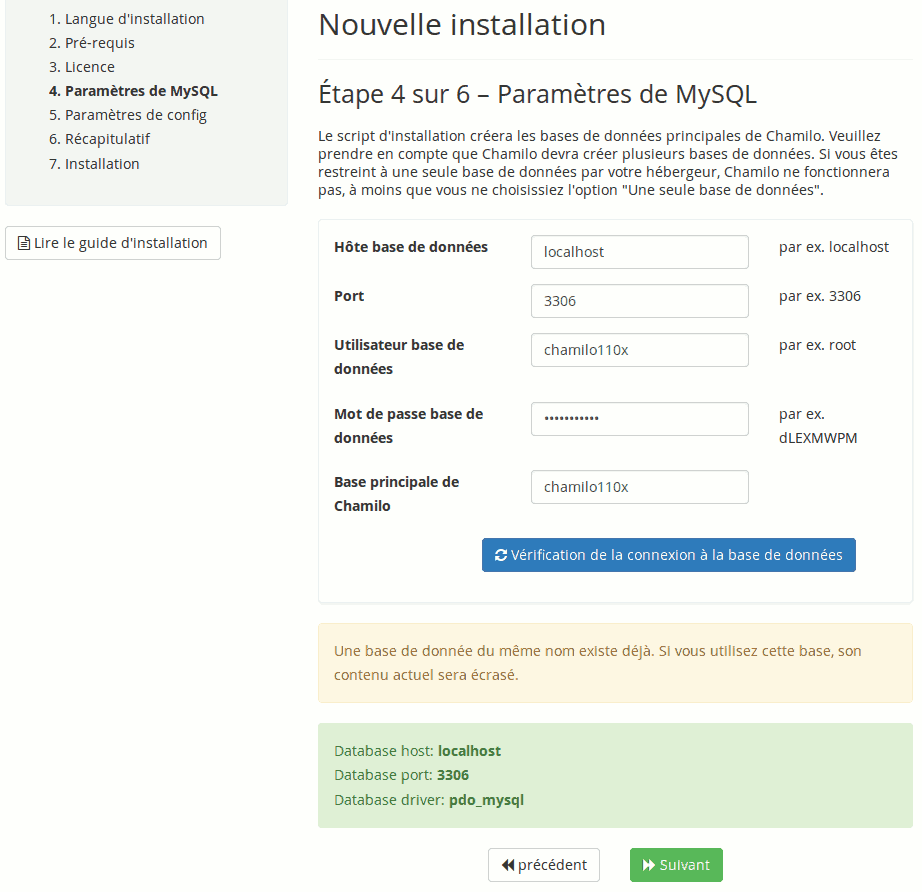 1. Langue d'installation
2. Pré-requis
3. Licence
4. Paramètres de MySQL
5. Paramètres de config
6. Récapitulatif
7. Installation
Lire le guide d'installation
Nouvelle installation
Étape 4 sur 6 – Paramètres de MySQL
Le script d'installation créera les bases de données principales de Chamilo. Veuillez
prendre en compte que Chamilo devra créer plusieurs bases de données. Si vous êtes
restreint à une seule base de données par votre hébergeur, Chamilo ne fonctionnera
pas, à moins que vous ne choisissiez l'option "Une seule base de données".
Hôte base de données
localhost
par ex. localhost
Port
3306
par ex. 3306
Utilisateur base de
données
chamilo110x
par ex. root
Mot de passe base de
données
•••••••••••
par ex.
dLEXMWPM
Base principale de
Chamilo
chamilo110x
Vérification de la connexion à la base de données
Une base de donnée du même nom existe déjà. Si vous utilisez cette base, son
contenu actuel sera écrasé.
Database host: localhost
Database port: 3306
Database driver: pdo_mysql
précédent
Suivant